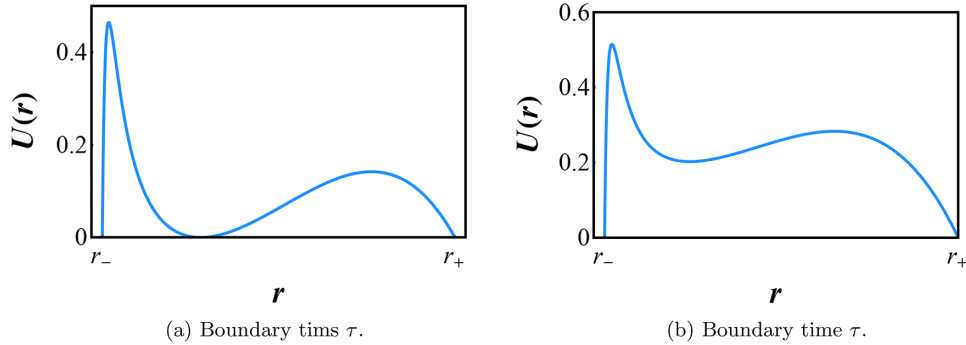 0.4
0.2
0
U(r)
r₋
r₊
r
(a) Boundary tims τ.
0.6
0.4
0.2
0
U(r)
r₋
r₊
r
(b) Boundary time τ.